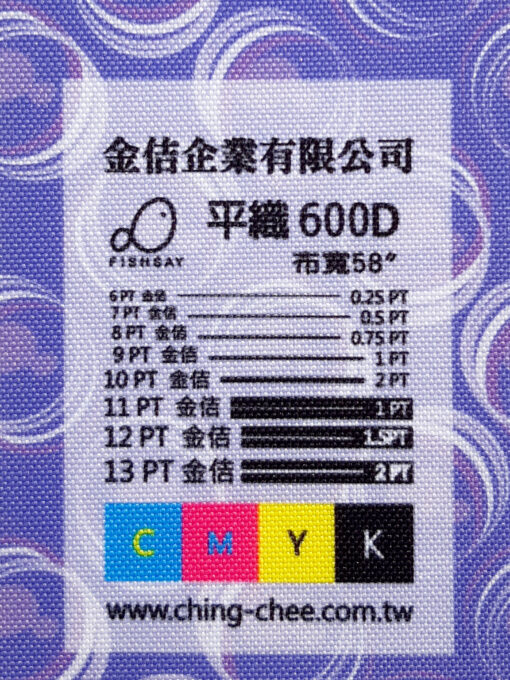 金佶企業有限公司
平織 600D
FISHSAY
布寬58"
6 PT 金佶 0.25 PT
7 PT 金佶 0.5 PT
8 PT 金佶 0.75 PT
9 PT 金佶 1 PT
10 PT 金佶 2 PT
11 PT 金佶 1 PT
12 PT 金佶 1.5PT
13 PT 金佶 2 PT
C M Y K
www.ching-chee.com.tw